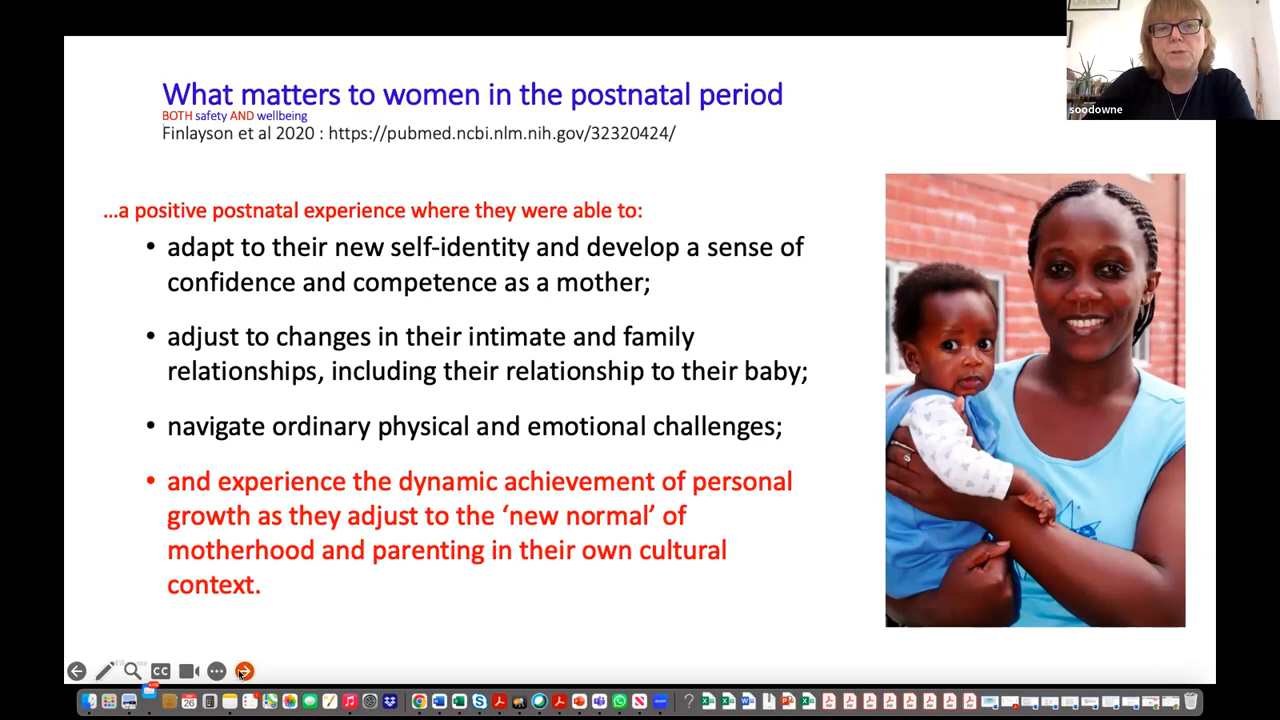 What matters to women in the postnatal period
BOTH safety AND wellbeing
Finlayson et al 2020 : https://pubmed.ncbi.nlm.nih.gov/32320424/
...a positive postnatal experience where they were able to:
• adapt to their new self-identity and develop a sense of
confidence and competence as a mother;
• adjust to changes in their intimate and family
relationships, including their relationship to their baby;
• navigate ordinary physical and emotional challenges;
• and experience the dynamic achievement of personal
growth as they adjust to the ‘new normal’ of
motherhood and parenting in their own cultural
context.
soodowne
CC
26